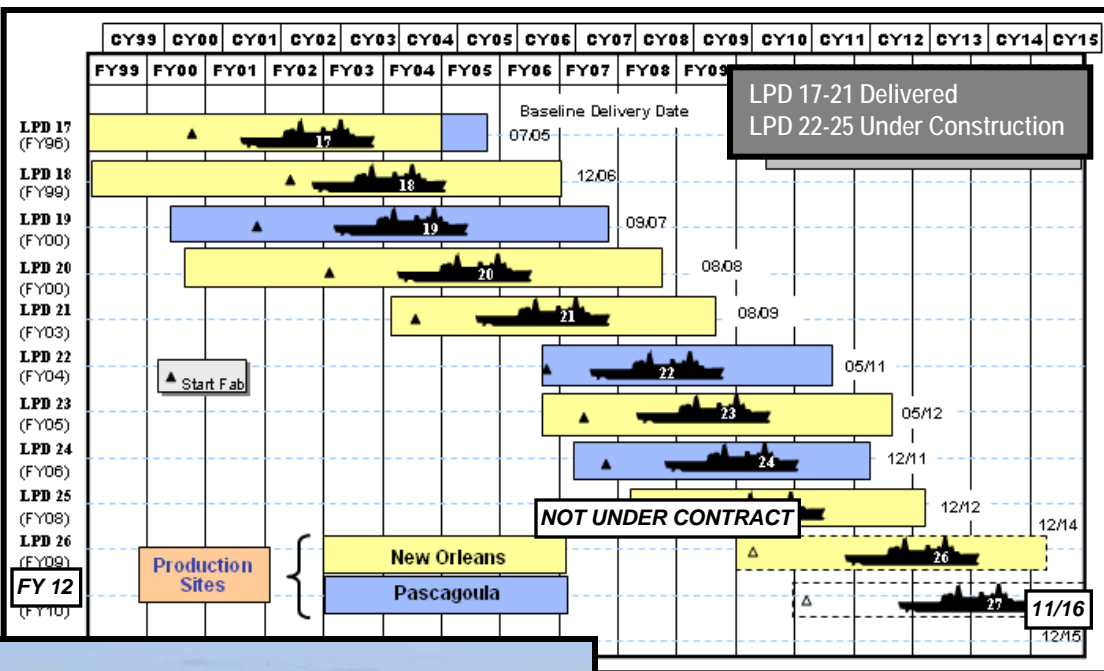 CY99 CY00 CY01 CY02 CY03 CY04 CY05 CY06 CY07 CY08 CY09 CY10 CY11 CY12 CY13 CY14 CY15
FY99 FY00 FY01 FY02 FY03 FY04 FY05 FY06 FY07 FY08 FY09
LPD 17-21 Delivered
LPD 22-25 Under Construction
Baseline Delivery Date
LPD 17
(FY96)
17
07/05
LPD 18
(FY99)
18
12/06
LPD 19
(FY00)
19
09/07
LPD 20
(FY00)
20
08/08
LPD 21
(FY03)
21
08/09
LPD 22
(FY04)
Start Fab
22
05/11
LPD 23
(FY05)
23
05/12
LPD 24
(FY06)
24
12/11
LPD 25
(FY08)
NOT UNDER CONTRACT
12/12
12/14
LPD 26
(FY09)
26
Production
Sites
New Orleans
Pascagoula
FY 12
(FY10)
27
11/16
12/15